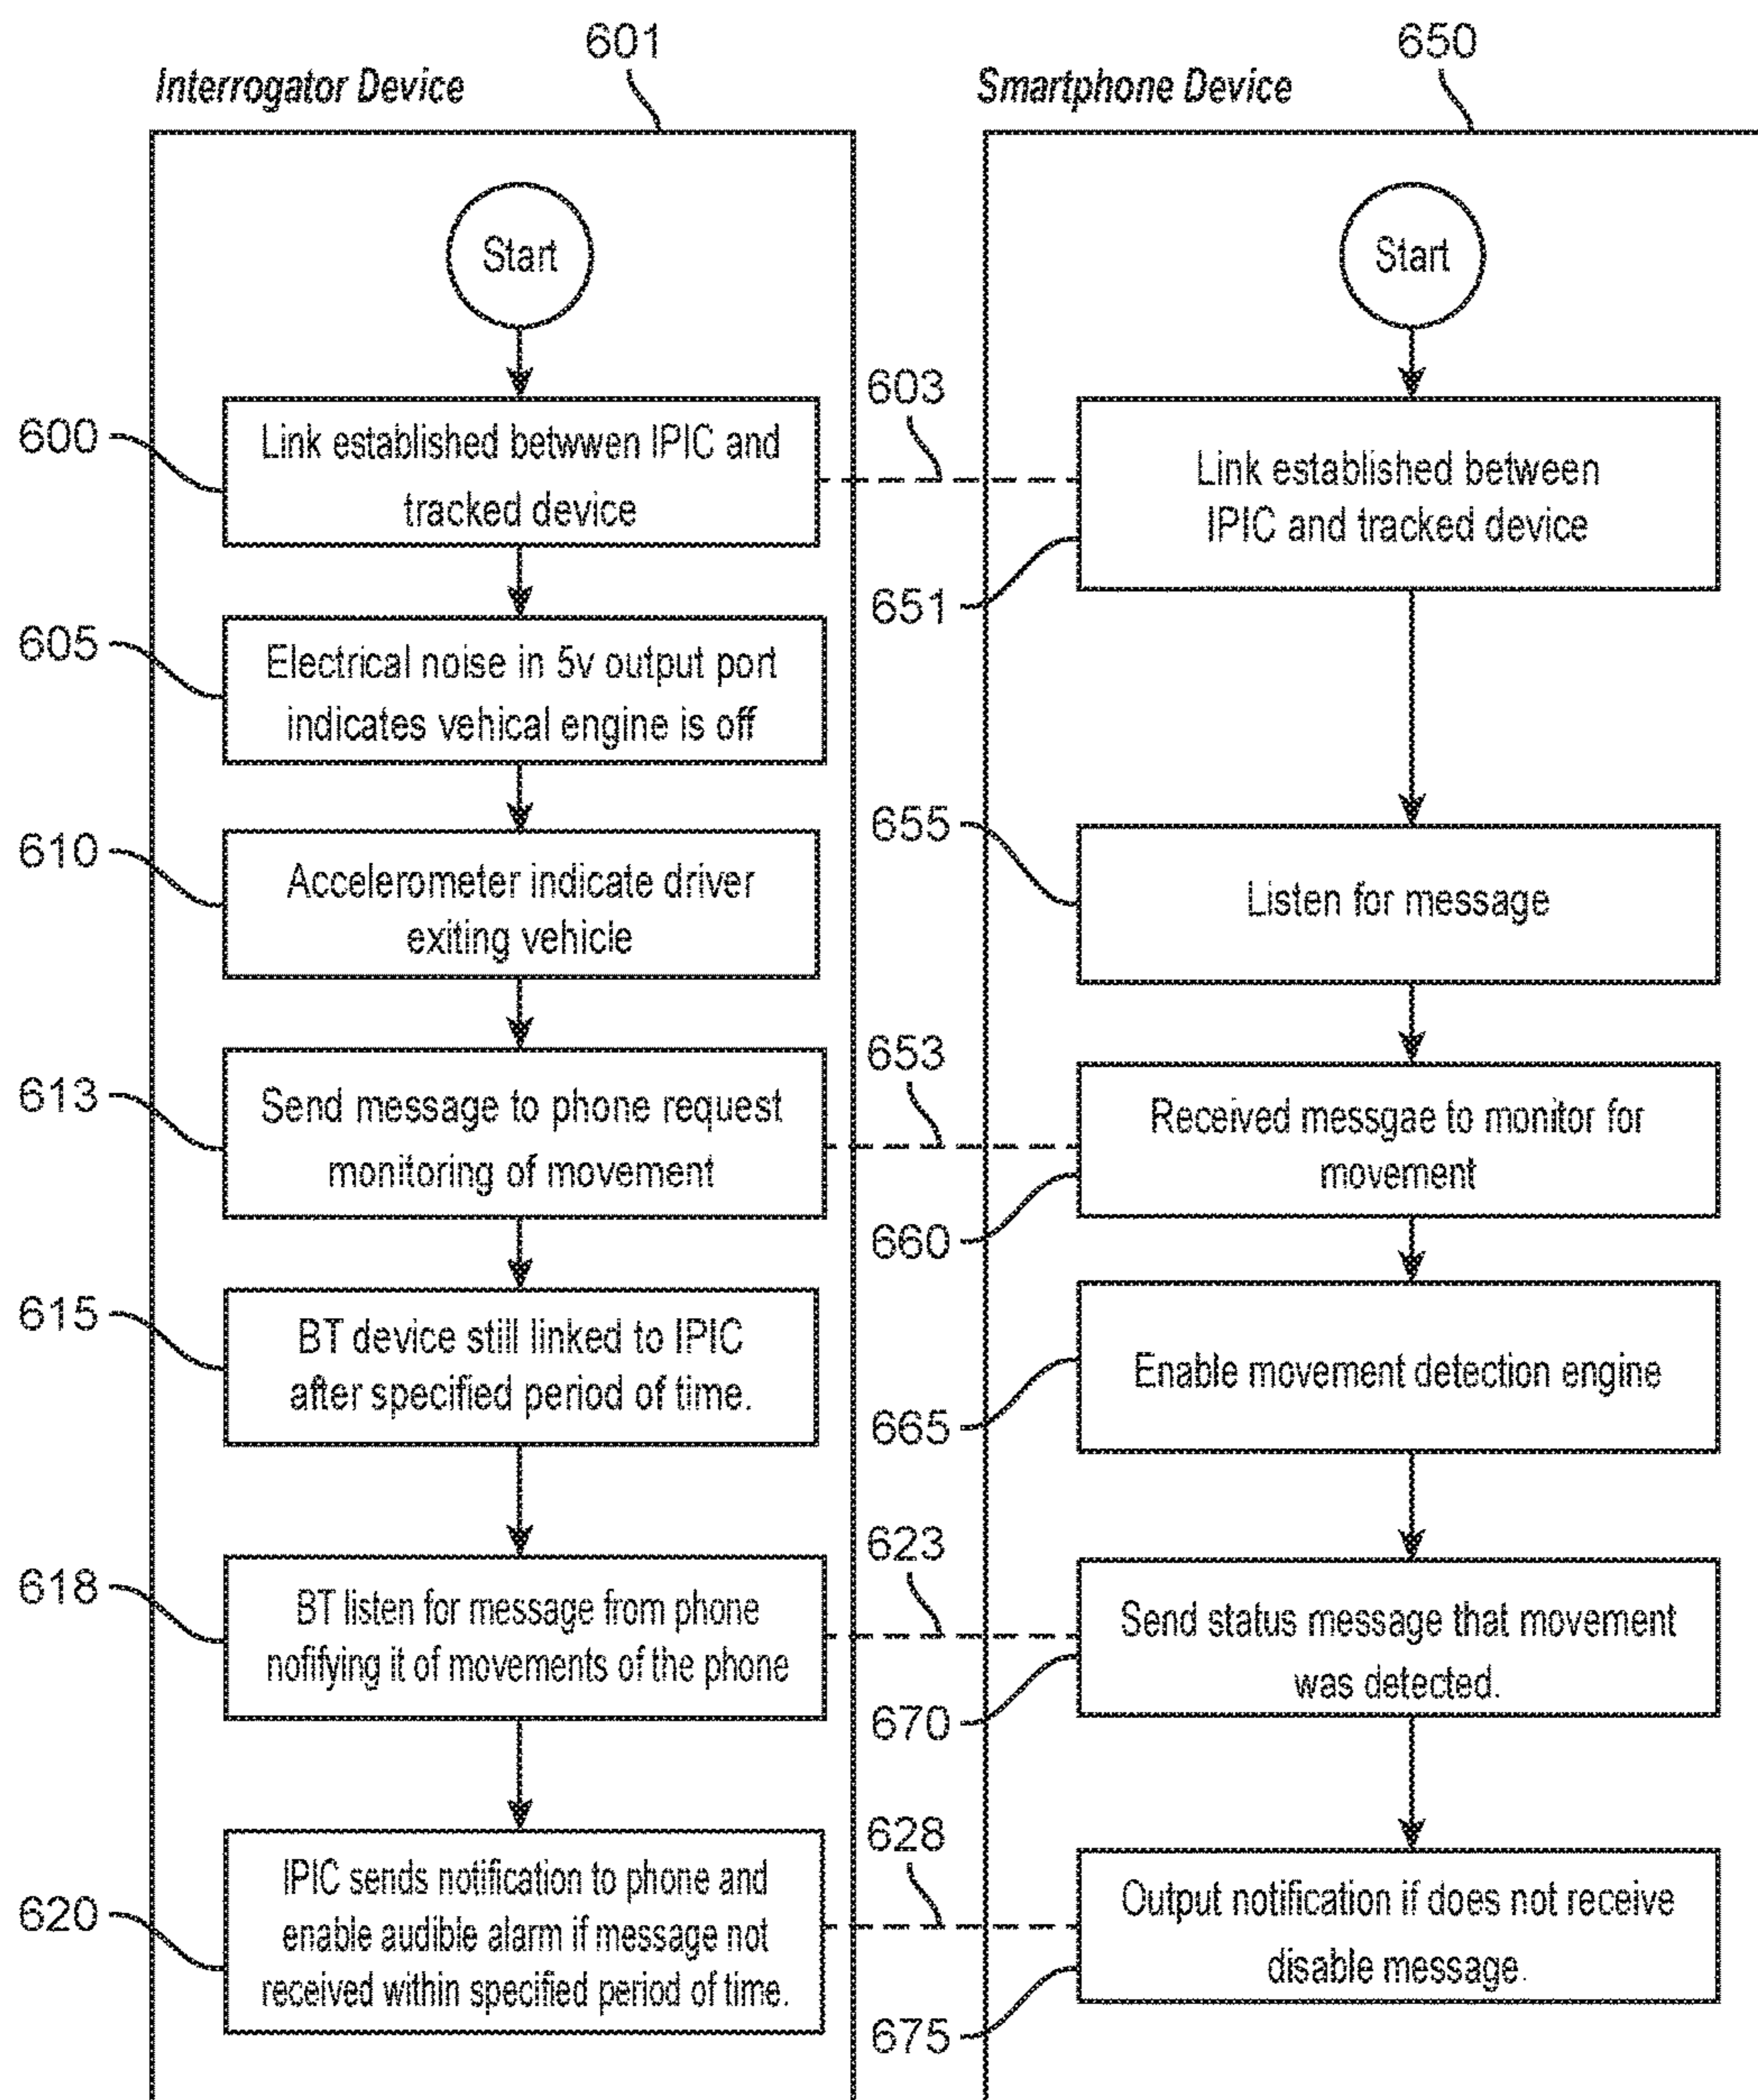 601
650
Interrogator Device
Smartphone Device
Start
Start
603
600
Link established betwwen IPIC and
tracked device
Link established between
IPIC and tracked device
651
605
Electrical noise in 5v output port
indicates vehical engine is off
655
610
Accelerometer indicate driver
exiting vehicle
Listen for message
653
613
Send message to phone request
monitoring of movement
Received messgae to monitor for
movement
660
615
BT device still linked to IPIC
after specified period of time.
Enable movement detection engine
665
623
618
BT listen for message from phone
nofifying it of movements of the phone
Send status message that movement
was detected.
670
628
620
IPIC sends notification to phone and
enable audible alarm if message not
received within specified period of time.
Output notification if does not receive
disable message.
675